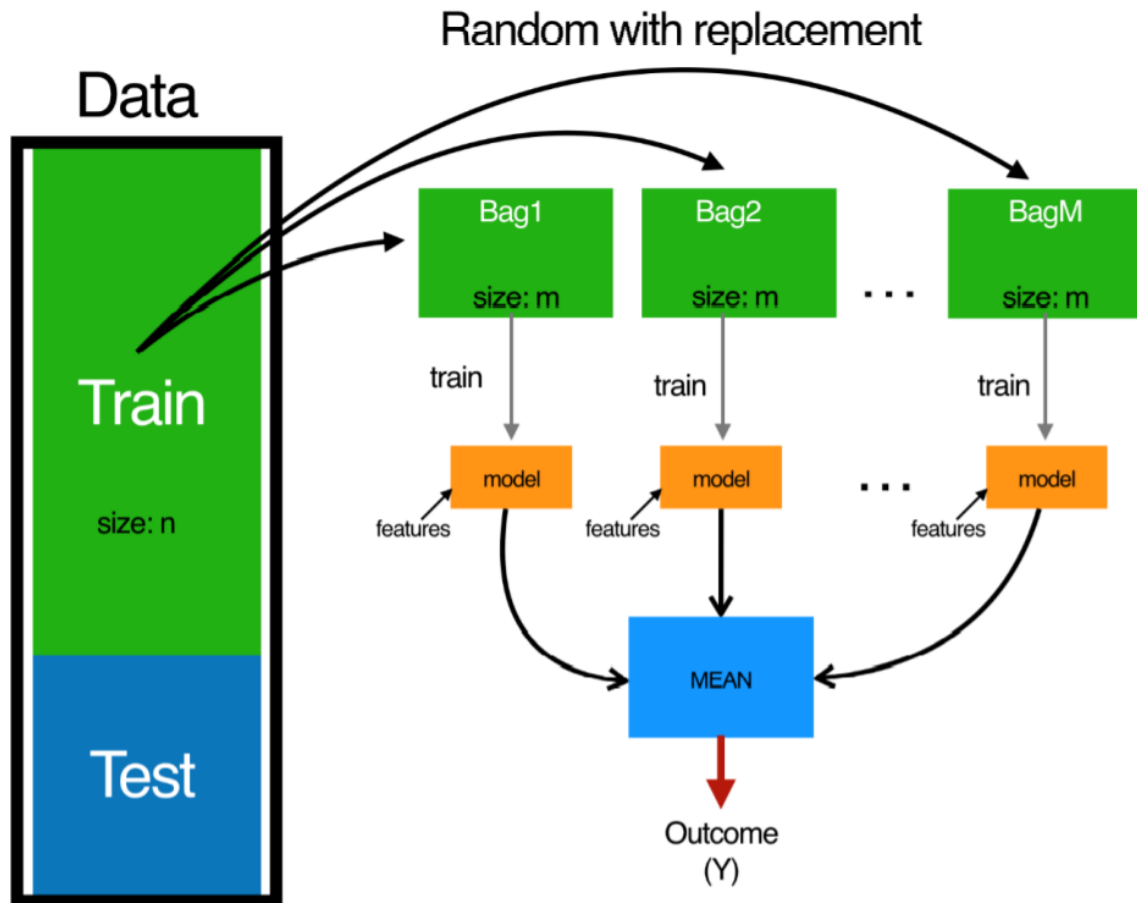 Random with replacement
Data
Train
size: n
Test
Bag1
size: m
Bag2
size: m
...
BagM
size: m
train
train
train
model
model
...
model
features
features
features
MEAN
Outcome
(Y)